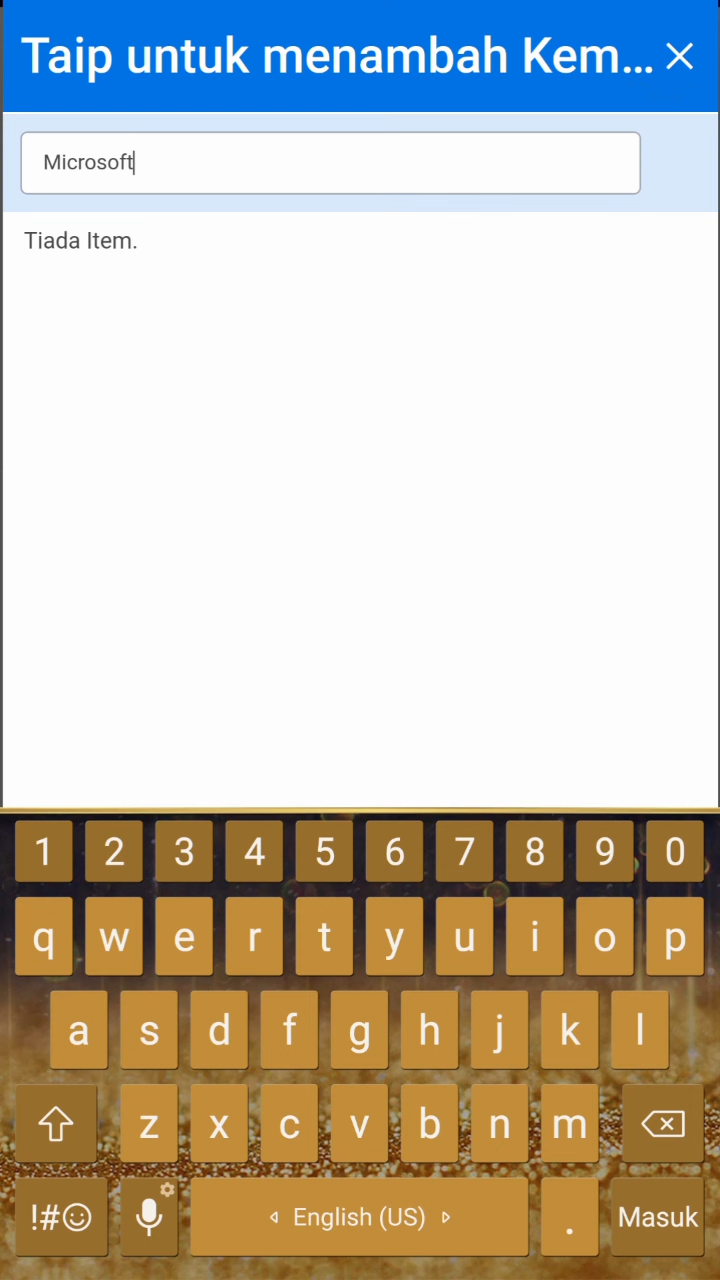 Taip untuk menambah Kem...
Microsoft
Tiada Item.
1 2 3 4 5 6 7 8 9 0
q w e r t y u i o p
a s d f g h j k l
z x c v b n m
!#☺ English (US) . Masuk